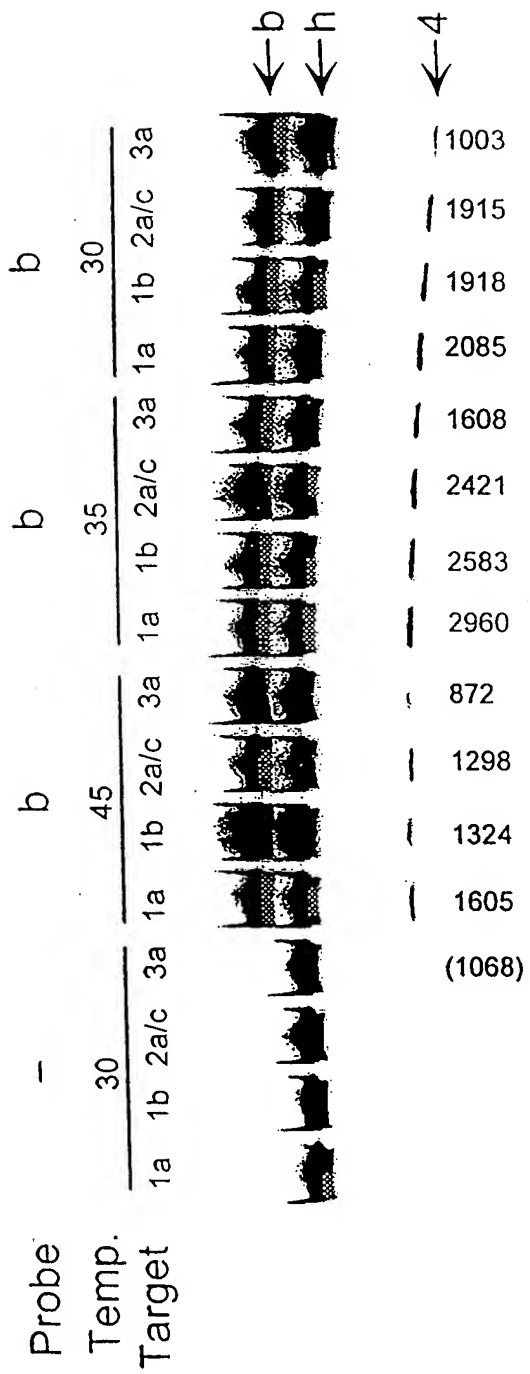 Probe – b b b
Temp. 30 45 35 30
Target 1a 1b 2a/c 3a 1a 1b 2a/c 3a 1a 1b 2a/c 3a 1a 1b 2a/c 3a
b
h
4
(1068) 1605 1324 1298 872 2960 2583 2421 1608 2085 1918 1915 1003